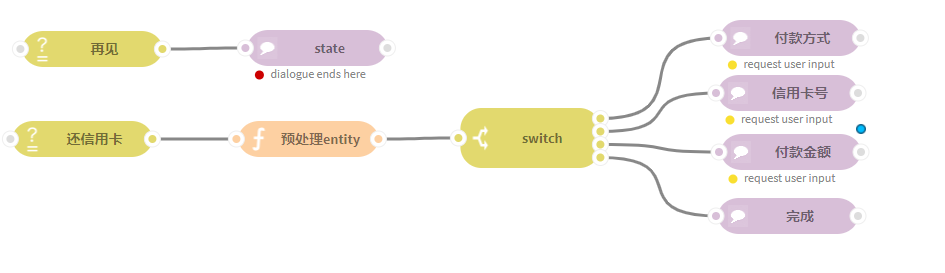 再见
state
dialogue ends here
还信用卡
预处理entity
switch
付款方式
request user input
信用卡号
request user input
付款金额
request user input
完成